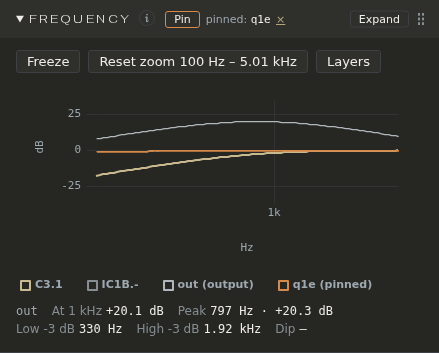 ▼ FREQUENCY i Pin pinned: q1e × Expand
Freeze Reset zoom 100 Hz – 5.01 kHz Layers
25
dB
0
-25
1k
Hz
C3.1 IC1B.- out (output) q1e (pinned)
out At 1 kHz +20.1 dB Peak 797 Hz · +20.3 dB
Low -3 dB 330 Hz High -3 dB 1.92 kHz Dip —